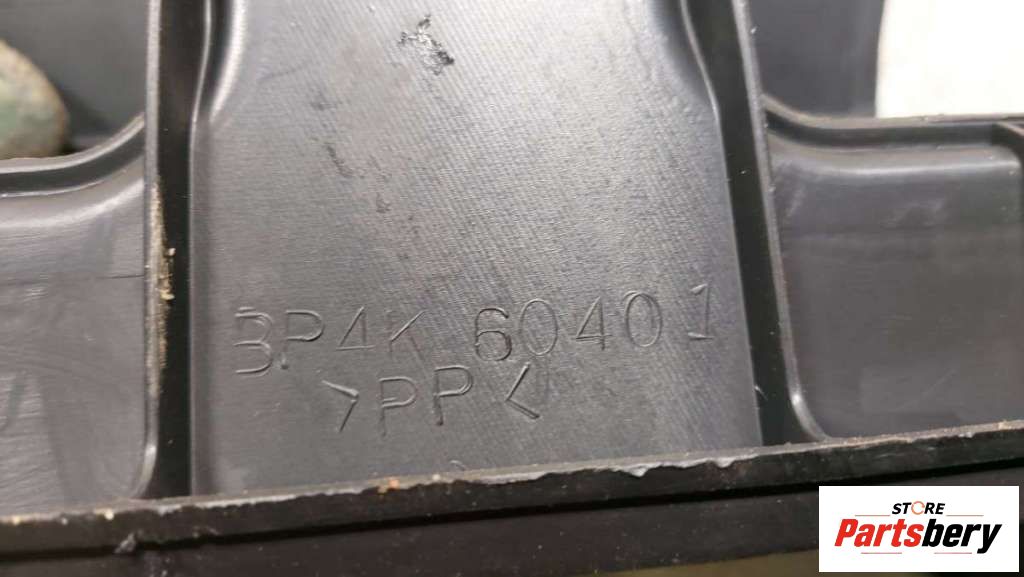 BP4K 60401
>PP<
STORE
Partsbery